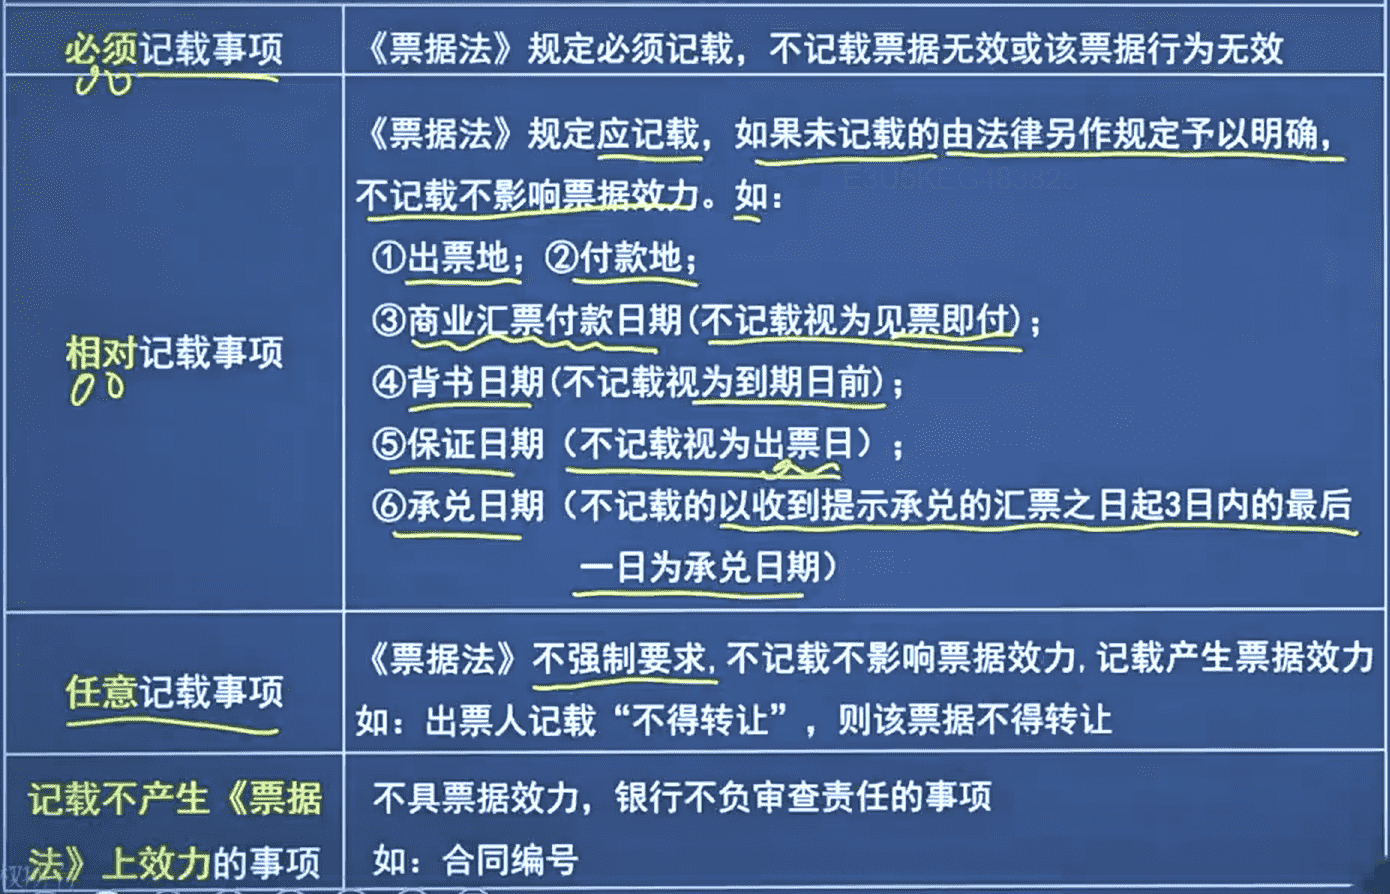 必须记载事项
《票据法》规定必须记载，不记载票据无效或该票据行为无效
相对记载事项
《票据法》规定应记载，如果未记载的由法律另作规定予以明确，
不记载不影响票据效力。如：
①出票地；②付款地；
③商业汇票付款日期(不记载视为见票即付)；
④背书日期(不记载视为到期日前)；
⑤保证日期（不记载视为出票日）；
⑥承兑日期（不记载的以收到提示承兑的汇票之日起3日内的最后
一日为承兑日期）
任意记载事项
《票据法》不强制要求,不记载不影响票据效力,记载产生票据效力
如：出票人记载“不得转让”，则该票据不得转让
记载不产生《票据
法》上效力的事项
不具票据效力，银行不负审查责任的事项
如：合同编号